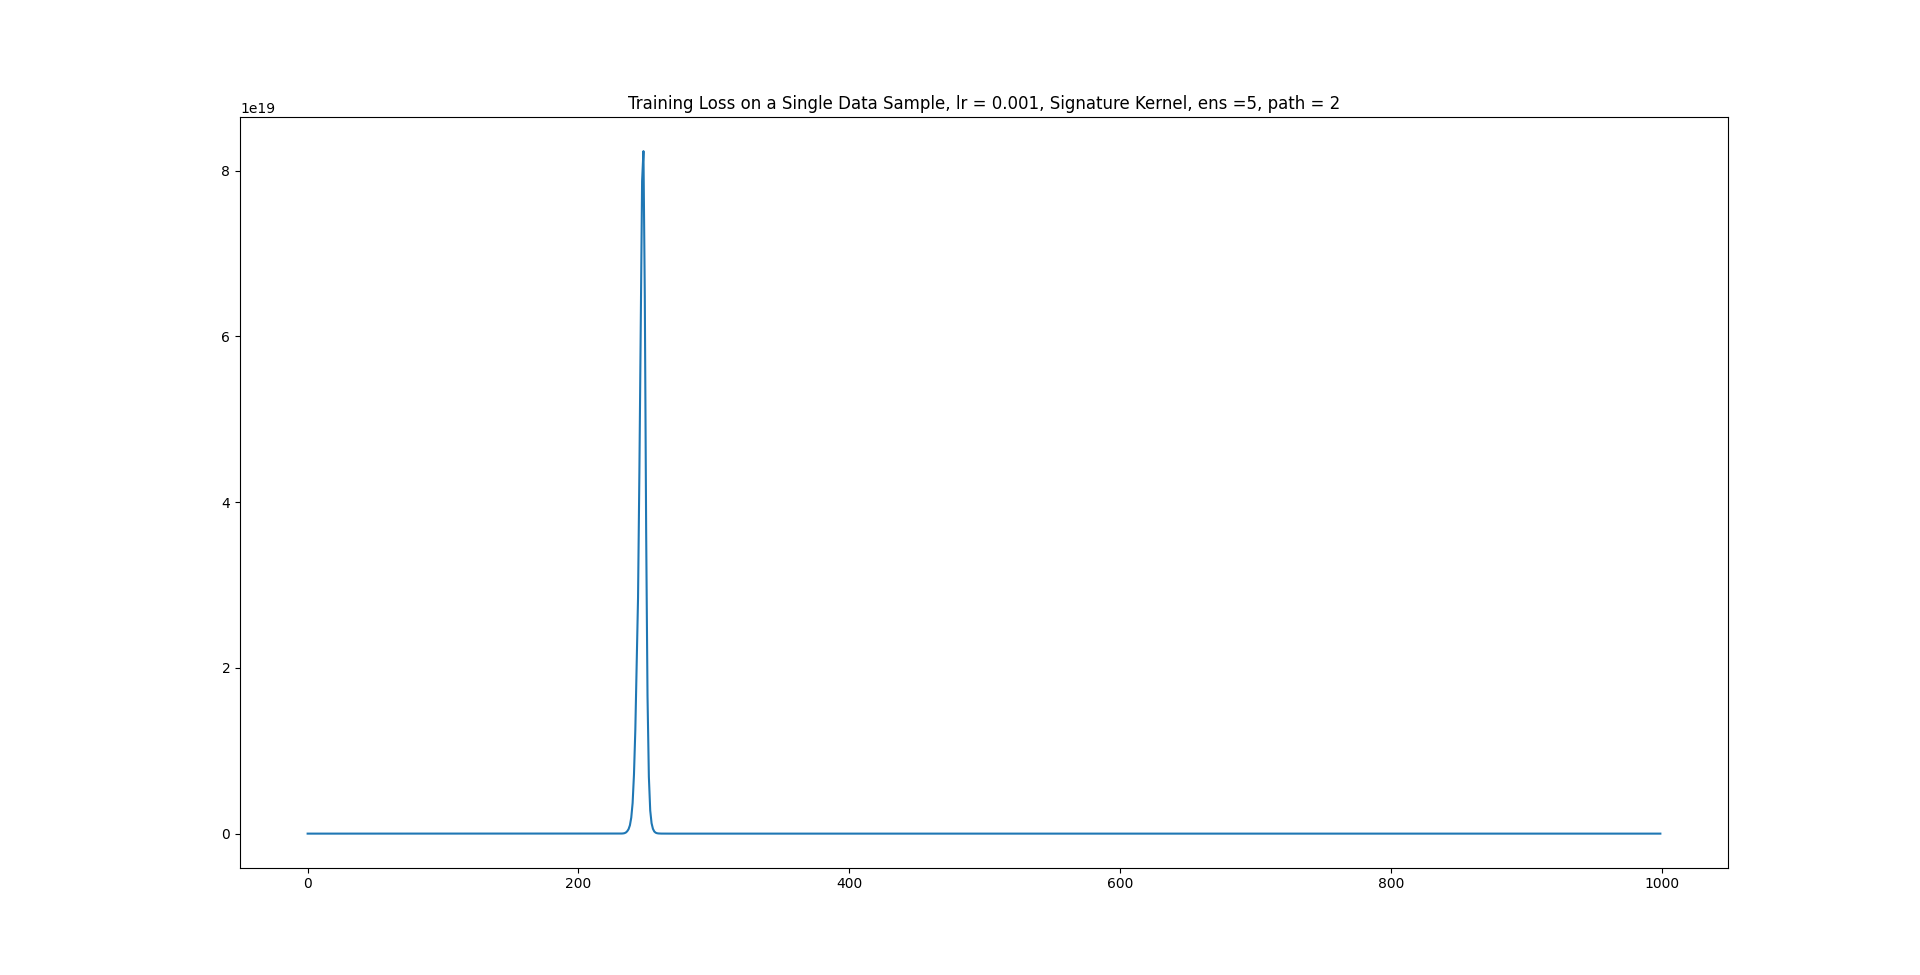 Training Loss on a Single Data Sample, lr = 0.001, Signature Kernel, ens =5, path = 2
1e19
8
6
4
2
0
0 200 400 600 800 1000